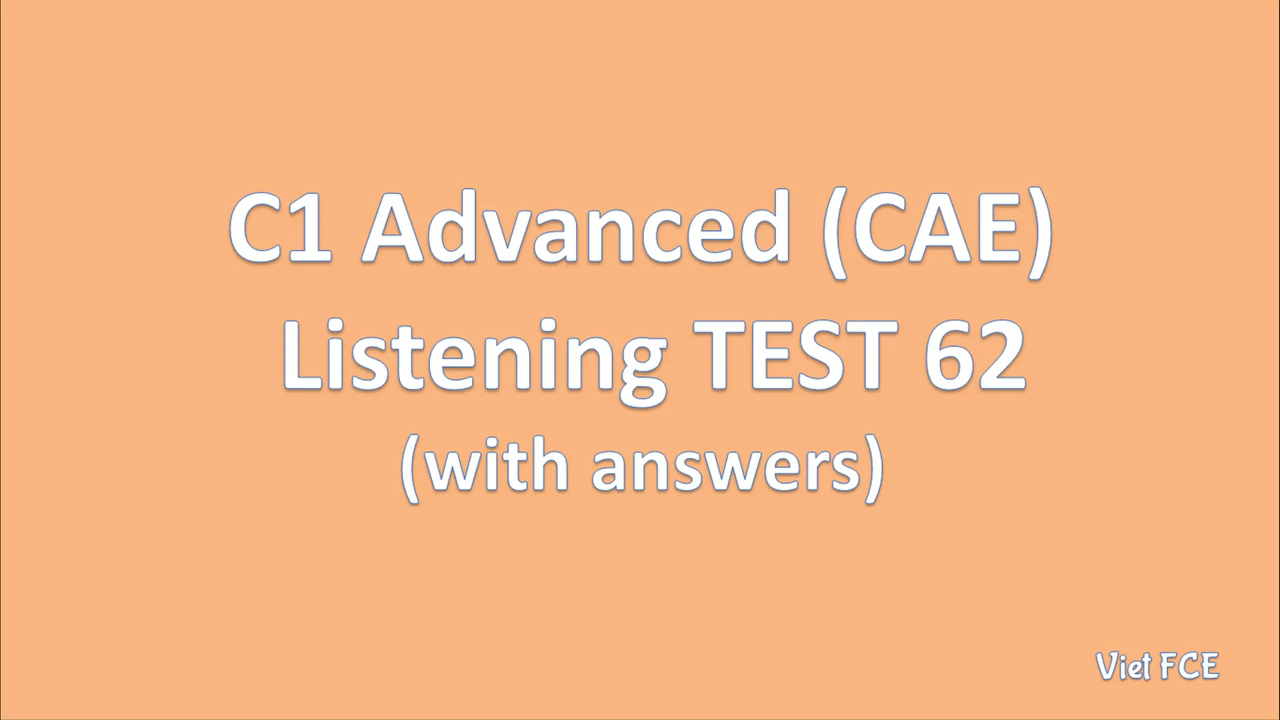 C1 Advanced (CAE)
Listening TEST 62
(with answers)
Viet FCE